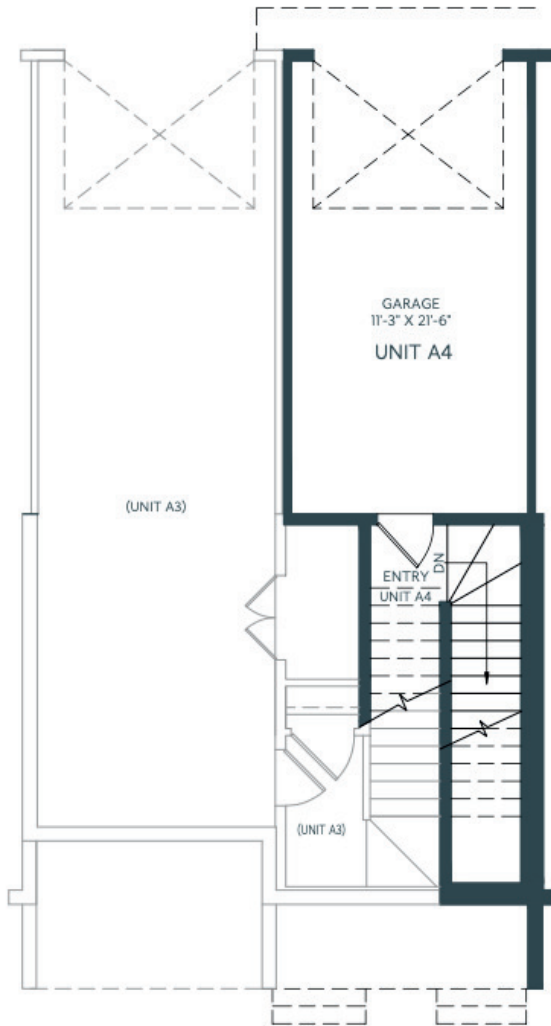 GARAGE
11'-3" X 21'-6"
UNIT A4
(UNIT A3)
DN
ENTRY
UNIT A4
(UNIT A3)